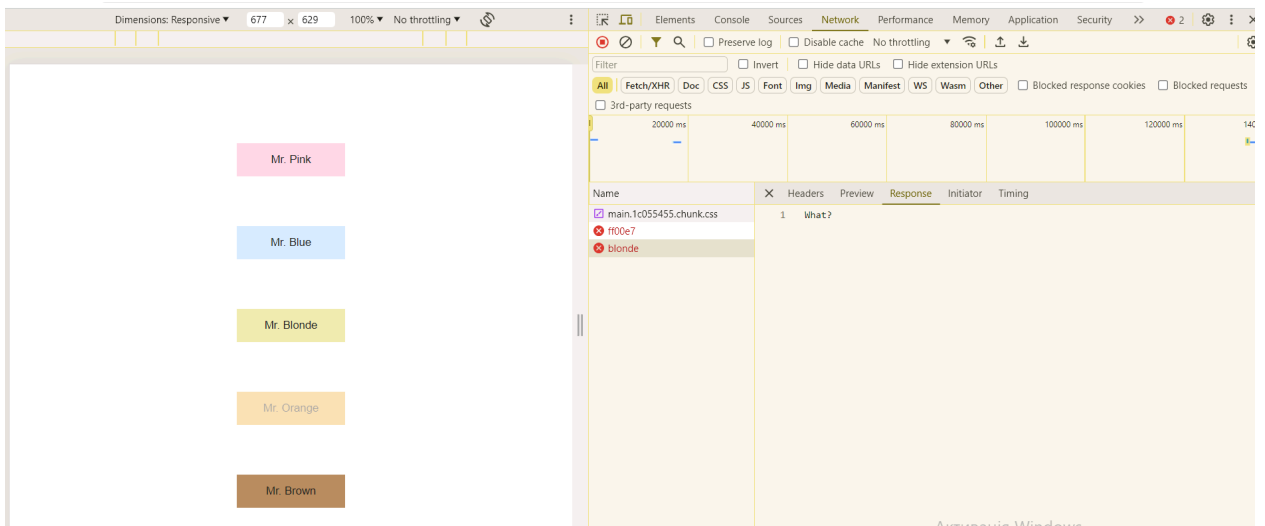 Dimensions: Responsive ▼ 677 × 629 100% ▼ No throttling ▼
Elements Console Sources Network Performance Memory Application Security >> 2
Preserve log Disable cache No throttling ▼
Filter Invert Hide data URLs Hide extension URLs
All Fetch/XHR Doc CSS JS Font Img Media Manifest WS Wasm Other Blocked response cookies Blocked requests
3rd-party requests
20000 ms 40000 ms 60000 ms 80000 ms 100000 ms 120000 ms 140
Name Headers Preview Response Initiator Timing
main.1c055455.chunk.css
ff00e7
blonde
1 What?
Mr. Pink
Mr. Blue
Mr. Blonde
Mr. Orange
Mr. Brown